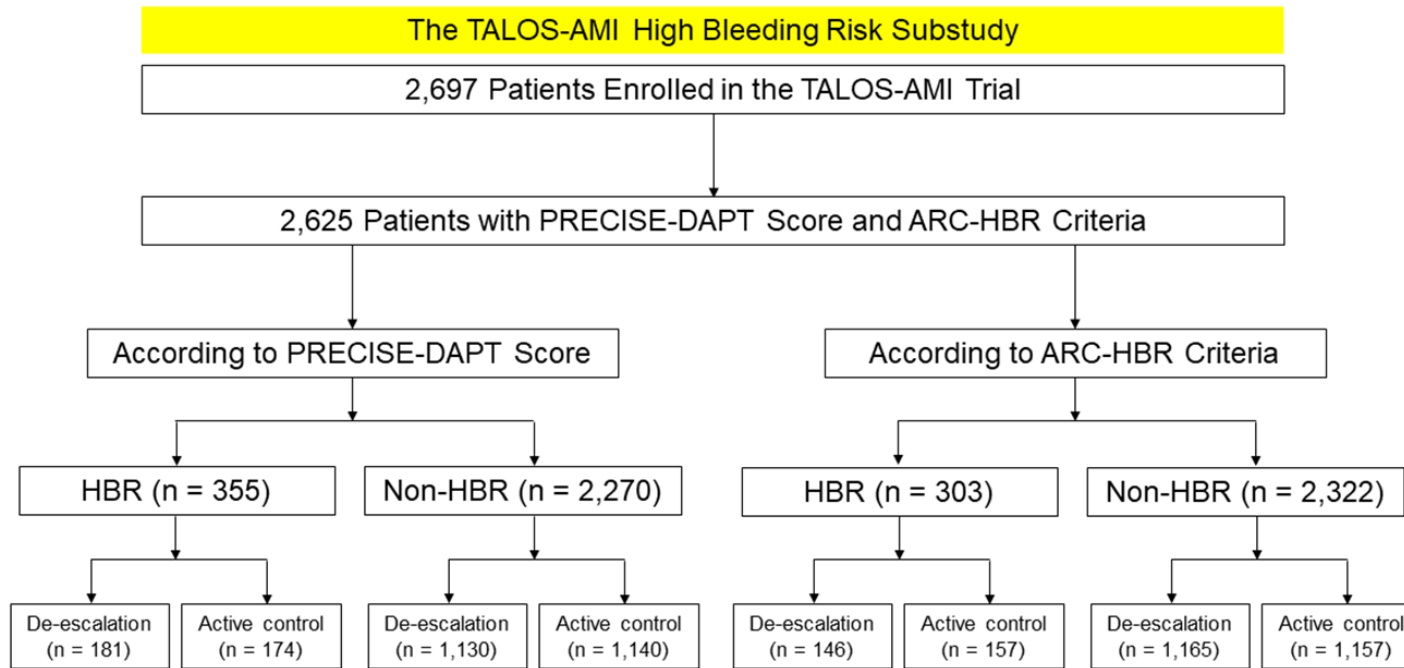 The TALOS-AMI High Bleeding Risk Substudy
2,697 Patients Enrolled in the TALOS-AMI Trial
2,625 Patients with PRECISE-DAPT Score and ARC-HBR Criteria
According to PRECISE-DAPT Score
According to ARC-HBR Criteria
HBR (n = 355)
Non-HBR (n = 2,270)
HBR (n = 303)
Non-HBR (n = 2,322)
De-escalation
(n = 181)
Active control
(n = 174)
De-escalation
(n = 1,130)
Active control
(n = 1,140)
De-escalation
(n = 146)
Active control
(n = 157)
De-escalation
(n = 1,165)
Active control
(n = 1,157)